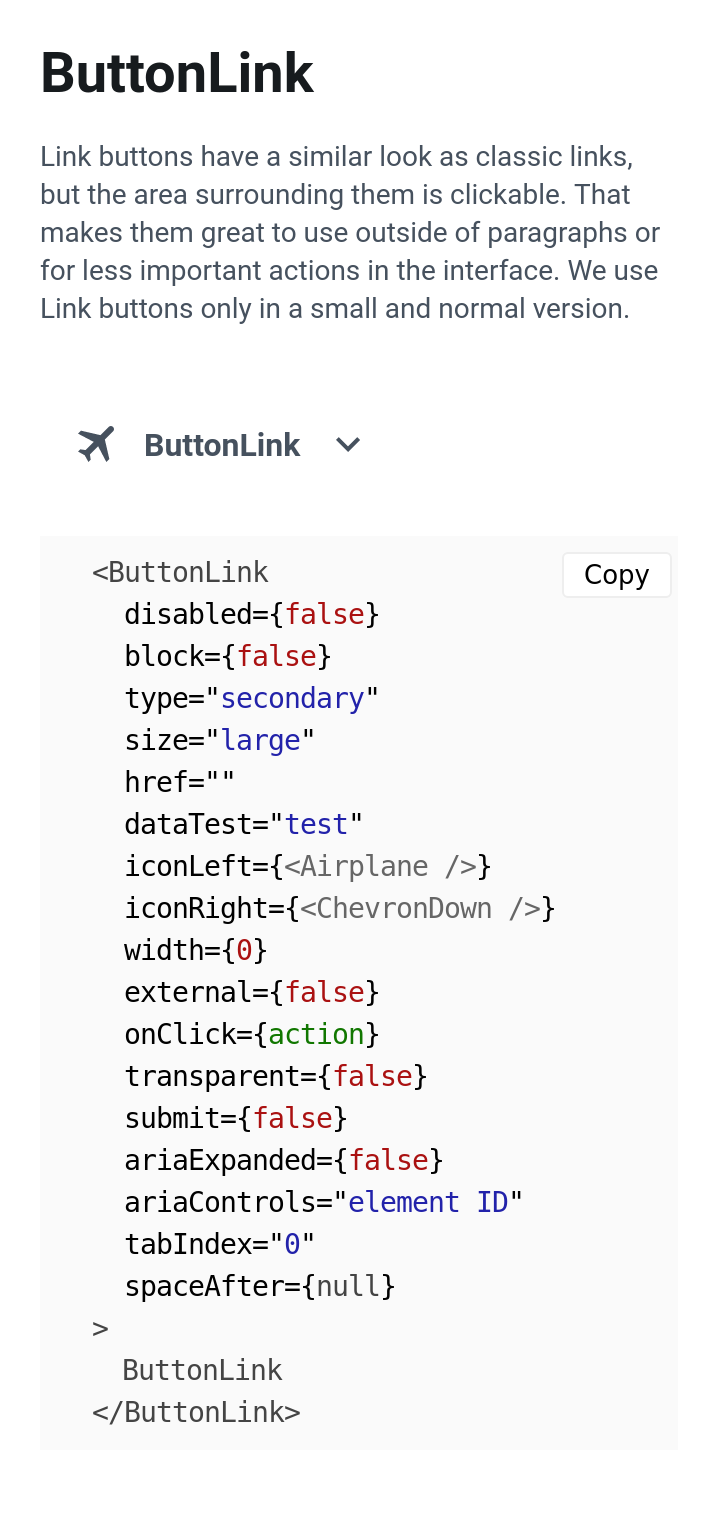 ButtonLink
Link buttons have a similar look as classic links,
but the area surrounding them is clickable. That
makes them great to use outside of paragraphs or
for less important actions in the interface. We use
Link buttons only in a small and normal version.
ButtonLink
Copy
<ButtonLink
  disabled={false}
  block={false}
  type="secondary"
  size="large"
  href=""
  dataTest="test"
  iconLeft={<Airplane />}
  iconRight={<ChevronDown />}
  width={0}
  external={false}
  onClick={action}
  transparent={false}
  submit={false}
  ariaExpanded={false}
  ariaControls="element ID"
  tabIndex="0"
  spaceAfter={null}
>
  ButtonLink
</ButtonLink>